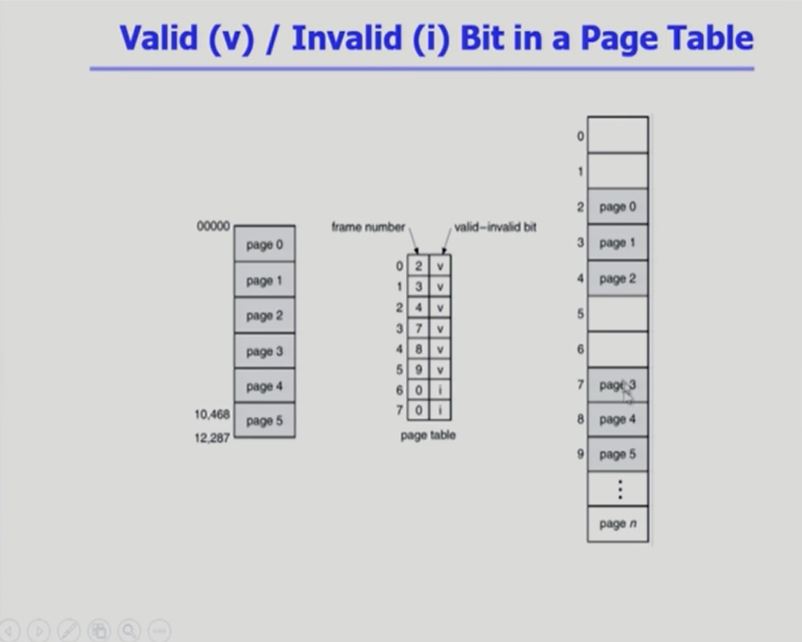 Valid (v) / Invalid (i) Bit in a Page Table
00000
page 0
page 1
page 2
page 3
page 4
10,468
page 5
12,287
frame number
valid–invalid bit
0 2 v
1 3 v
2 4 v
3 7 v
4 8 v
5 9 v
6 0 i
7 0 i
page table
0
1
2 page 0
3 page 1
4 page 2
5
6
7 page 3
8 page 4
9 page 5
⋮
page n